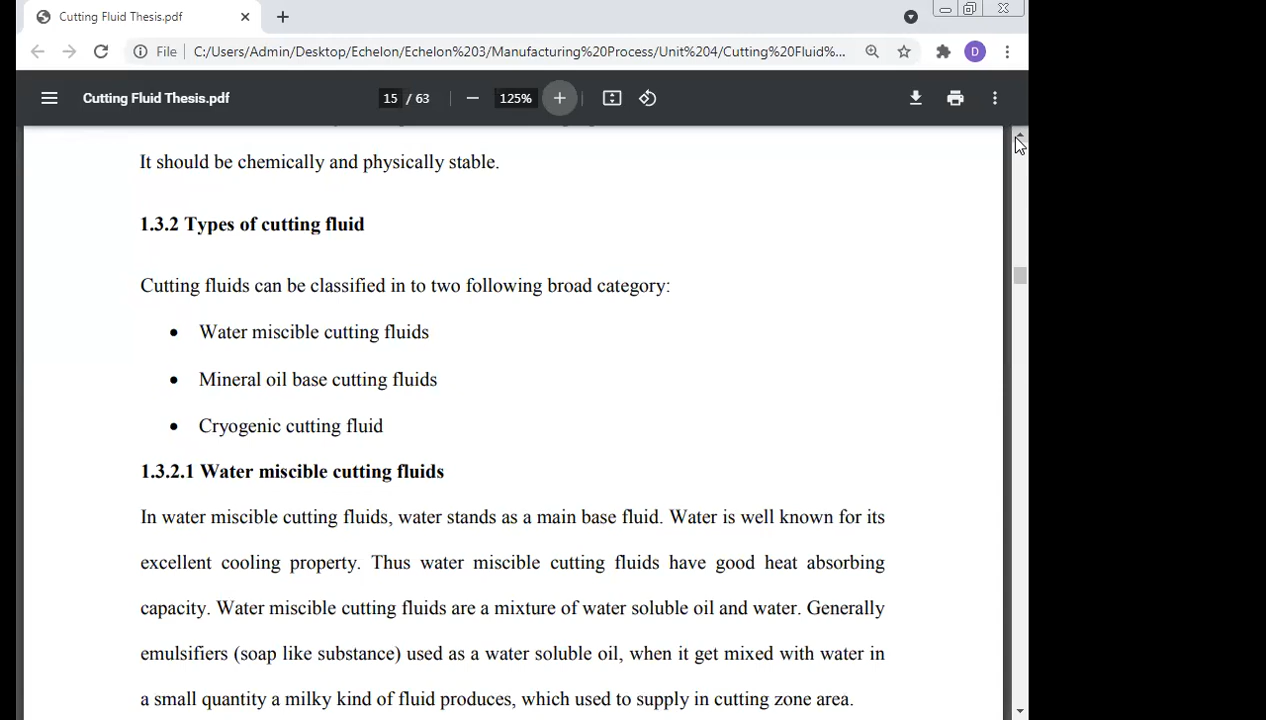 Cutting Fluid Thesis.pdf
File C:/Users/Admin/Desktop/Echelon/Echelon%203/Manufacturing%20Process/Unit%204/Cutting%20Fluid%... D
Cutting Fluid Thesis.pdf 15 / 63 125%
It should be chemically and physically stable.
1.3.2 Types of cutting fluid
Cutting fluids can be classified in to two following broad category:
• Water miscible cutting fluids
• Mineral oil base cutting fluids
• Cryogenic cutting fluid
1.3.2.1 Water miscible cutting fluids
In water miscible cutting fluids, water stands as a main base fluid. Water is well known for its
excellent cooling property. Thus water miscible cutting fluids have good heat absorbing
capacity. Water miscible cutting fluids are a mixture of water soluble oil and water. Generally
emulsifiers (soap like substance) used as a water soluble oil, when it get mixed with water in
a small quantity a milky kind of fluid produces, which used to supply in cutting zone area.